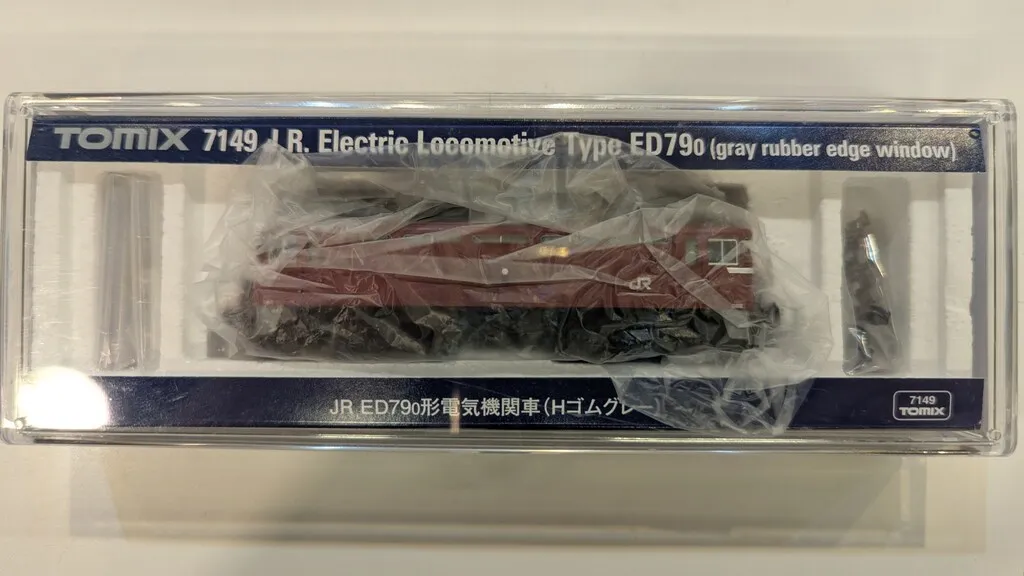 TOMIX 7149 J.R. Electric Locomotive Type ED790 (gray rubber edge window)
JR
JR ED790形電気機関車(Hゴムグレー)
7149
TOMIX